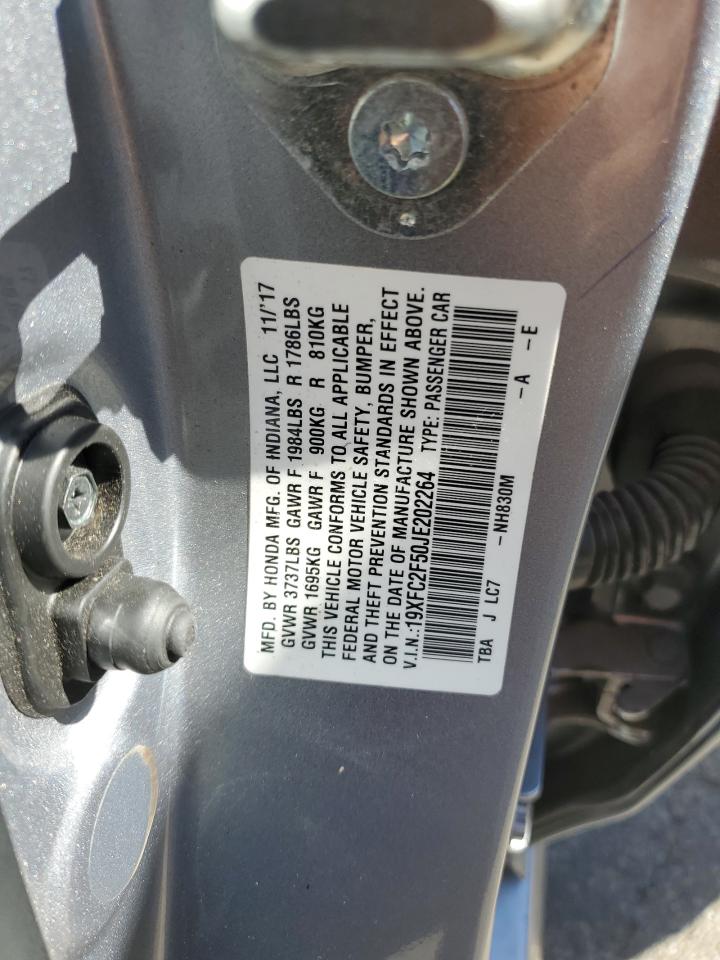 MFD. BY HONDA MFG. OF INDIANA, LLC 11/'17
GVWR 3737LBS GAWR F 1984LBS R 1786LBS
GVWR 1695KG GAWR F 900KG R 810KG
THIS VEHICLE CONFORMS TO ALL APPLICABLE
FEDERAL MOTOR VEHICLE SAFETY, BUMPER,
AND THEFT PREVENTION STANDARDS IN EFFECT
ON THE DATE OF MANUFACTURE SHOWN ABOVE.
V.I.N.:19XFC2F50JE202264 TYPE: PASSENGER CAR
TBA J LC7 -NH830M -A -E